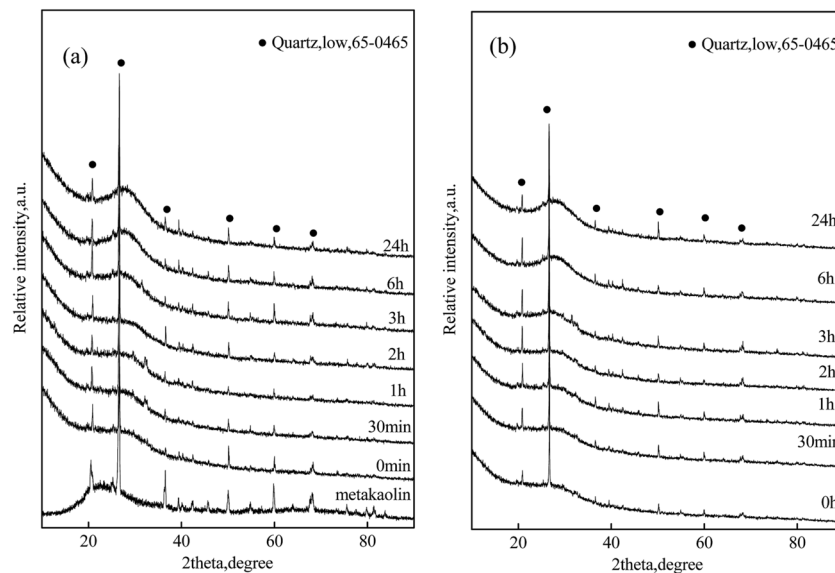 (a)
● Quartz,low,65-0465
Relative intensity,a.u.
24h
6h
3h
2h
1h
30min
0min
metakaolin
20 40 60 80
2theta,degree
(b)
● Quartz,low,65-0465
Relative intensity,a.u.
24h
6h
3h
2h
1h
30min
0h
20 40 60 80
2theta,degree